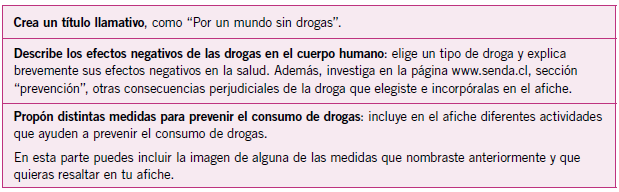 Crea un título llamativo, como “Por un mundo sin drogas”.
Describe los efectos negativos de las drogas en el cuerpo humano: elige un tipo de droga y explica
brevemente sus efectos negativos en la salud. Además, investiga en la página www.senda.cl, sección
“prevención”, otras consecuencias perjudiciales de la droga que elegiste e incorpóralas en el afiche.
Propón distintas medidas para prevenir el consumo de drogas: incluye en el afiche diferentes actividades
que ayuden a prevenir el consumo de drogas.
En esta parte puedes incluir la imagen de alguna de las medidas que nombraste anteriormente y que
quieras resaltar en tu afiche.